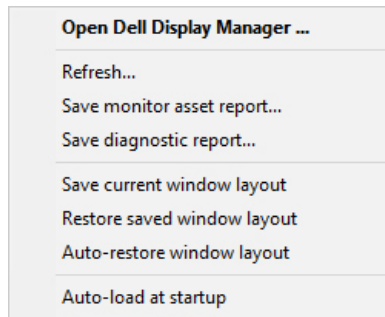 Open Dell Display Manager ...
Refresh...
Save monitor asset report...
Save diagnostic report...
Save current window layout
Restore saved window layout
Auto-restore window layout
Auto-load at startup